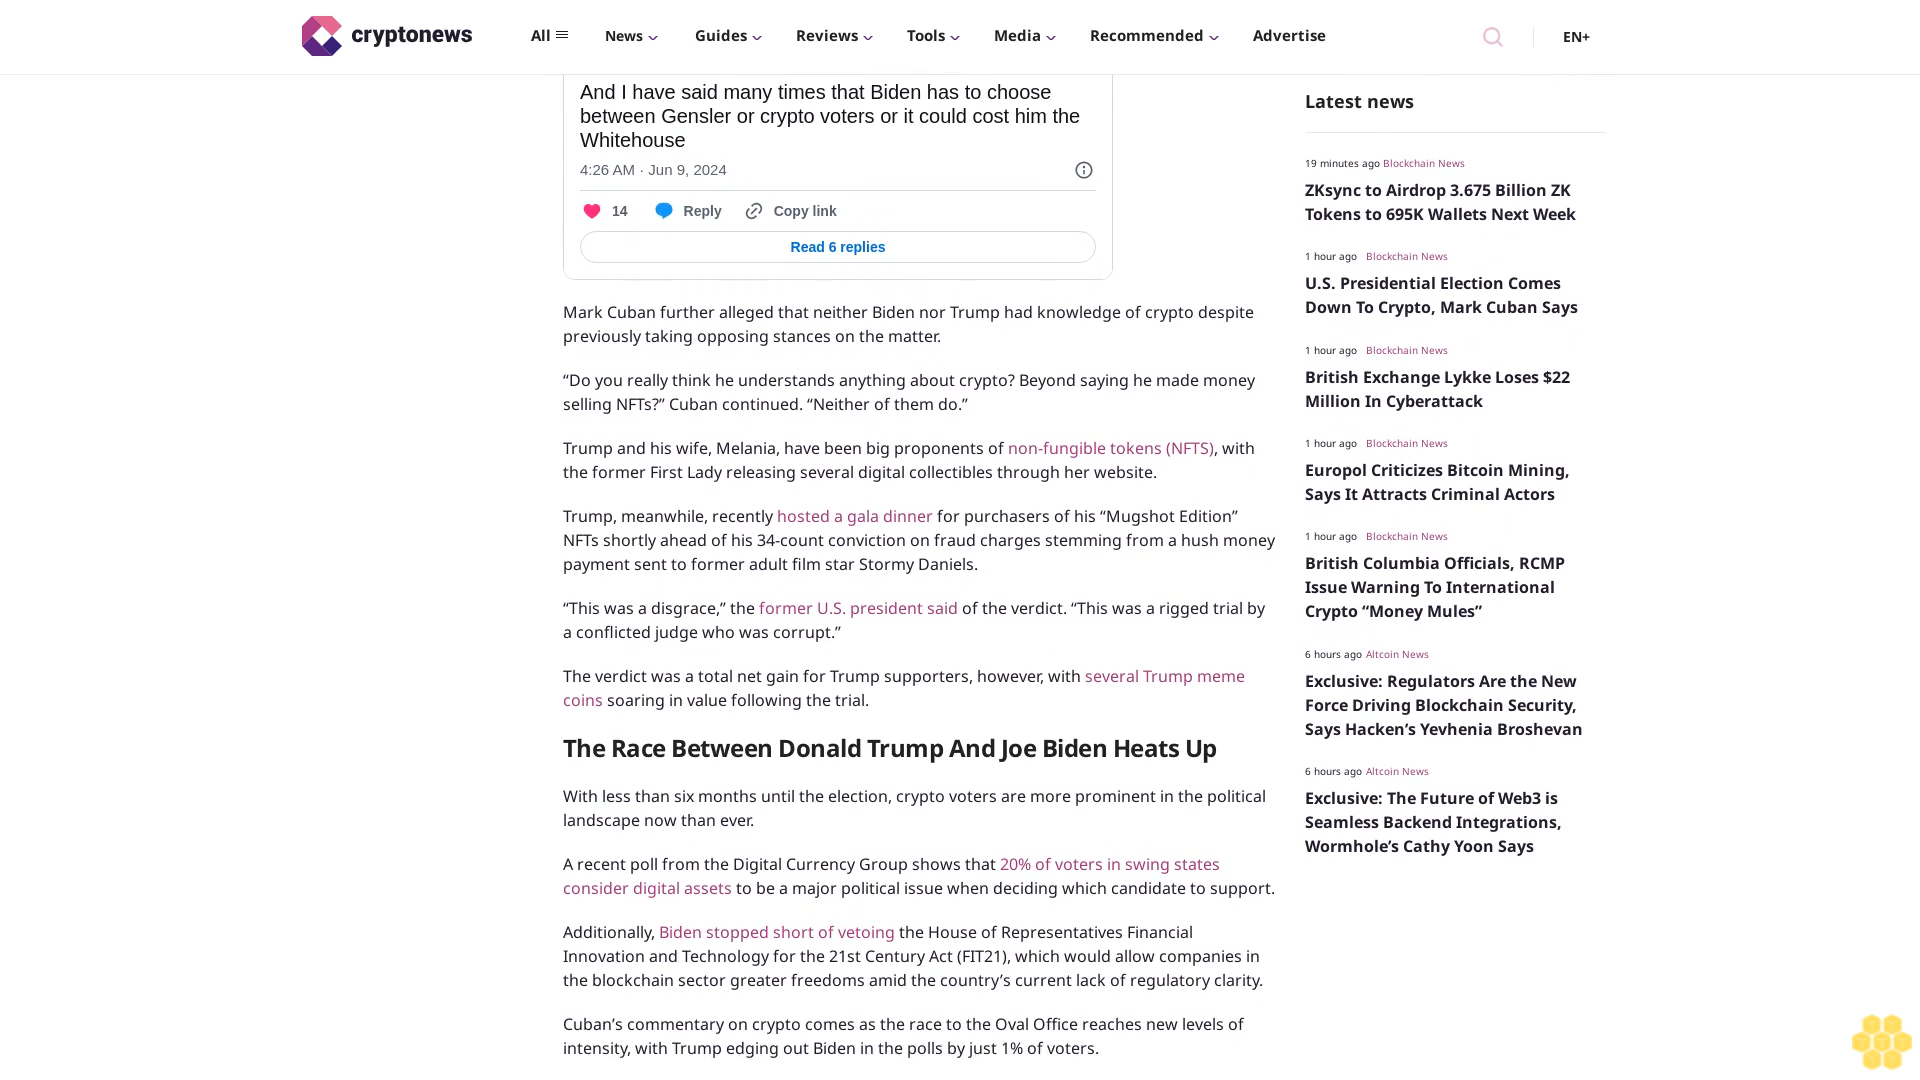 cryptonews
All
News
Guides
Reviews
Tools
Media
Recommended
Advertise
EN+
And I have said many times that Biden has to choose
between Gensler or crypto voters or it could cost him the
Whitehouse
4:26 AM · Jun 9, 2024
14
Reply
Copy link
Read 6 replies
Mark Cuban further alleged that neither Biden nor Trump had knowledge of crypto despite
previously taking opposing stances on the matter.
“Do you really think he understands anything about crypto? Beyond saying he made money
selling NFTs?” Cuban continued. “Neither of them do.”
Trump and his wife, Melania, have been big proponents of non-fungible tokens (NFTS), with
the former First Lady releasing several digital collectibles through her website.
Trump, meanwhile, recently hosted a gala dinner for purchasers of his “Mugshot Edition”
NFTs shortly ahead of his 34-count conviction on fraud charges stemming from a hush money
payment sent to former adult film star Stormy Daniels.
“This was a disgrace,” the former U.S. president said of the verdict. “This was a rigged trial by
a conflicted judge who was corrupt.”
The verdict was a total net gain for Trump supporters, however, with several Trump meme
coins soaring in value following the trial.
The Race Between Donald Trump And Joe Biden Heats Up
With less than six months until the election, crypto voters are more prominent in the political
landscape now than ever.
A recent poll from the Digital Currency Group shows that 20% of voters in swing states
consider digital assets to be a major political issue when deciding which candidate to support.
Additionally, Biden stopped short of vetoing the House of Representatives Financial
Innovation and Technology for the 21st Century Act (FIT21), which would allow companies in
the blockchain sector greater freedoms amid the country’s current lack of regulatory clarity.
Cuban’s commentary on crypto comes as the race to the Oval Office reaches new levels of
intensity, with Trump edging out Biden in the polls by just 1% of voters.
Latest news
19 minutes ago Blockchain News
ZKsync to Airdrop 3.675 Billion ZK
Tokens to 695K Wallets Next Week
1 hour ago Blockchain News
U.S. Presidential Election Comes
Down To Crypto, Mark Cuban Says
1 hour ago Blockchain News
British Exchange Lykke Loses $22
Million In Cyberattack
1 hour ago Blockchain News
Europol Criticizes Bitcoin Mining,
Says It Attracts Criminal Actors
1 hour ago Blockchain News
British Columbia Officials, RCMP
Issue Warning To International
Crypto “Money Mules”
6 hours ago Altcoin News
Exclusive: Regulators Are the New
Force Driving Blockchain Security,
Says Hacken’s Yevhenia Broshevan
6 hours ago Altcoin News
Exclusive: The Future of Web3 is
Seamless Backend Integrations,
Wormhole’s Cathy Yoon Says